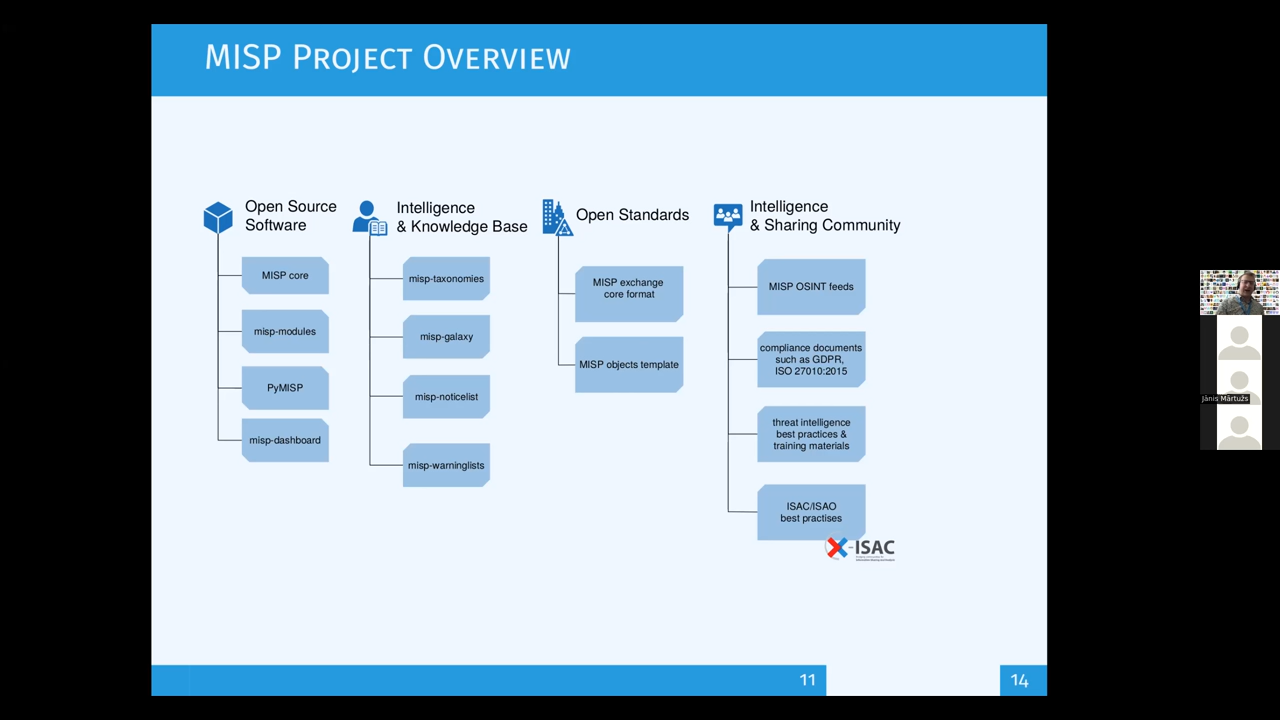 MISP Project Overview
Open Source
Software
MISP core
misp-modules
PyMISP
misp-dashboard
Intelligence
& Knowledge Base
misp-taxonomies
misp-galaxy
misp-noticelist
misp-warninglists
Open Standards
MISP exchange
core format
MISP objects template
Intelligence
& Sharing Community
MISP OSINT feeds
compliance documents
such as GDPR,
ISO 27010:2015
threat intelligence
best practices &
training materials
ISAC/ISAO
best practises
X-ISAC
11
14
Jānis Mārtužs